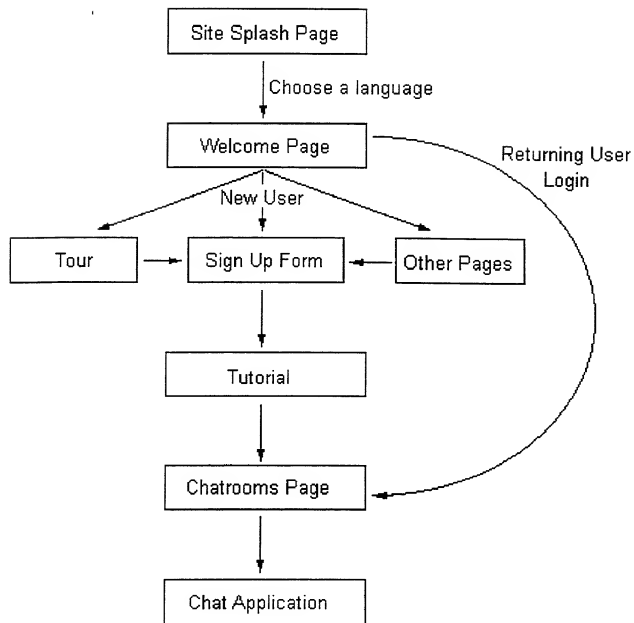 Site Splash Page
Choose a language
Welcome Page
Returning User
Login
New User
Tour
Sign Up Form
Other Pages
Tutorial
Chatrooms Page
Chat Application